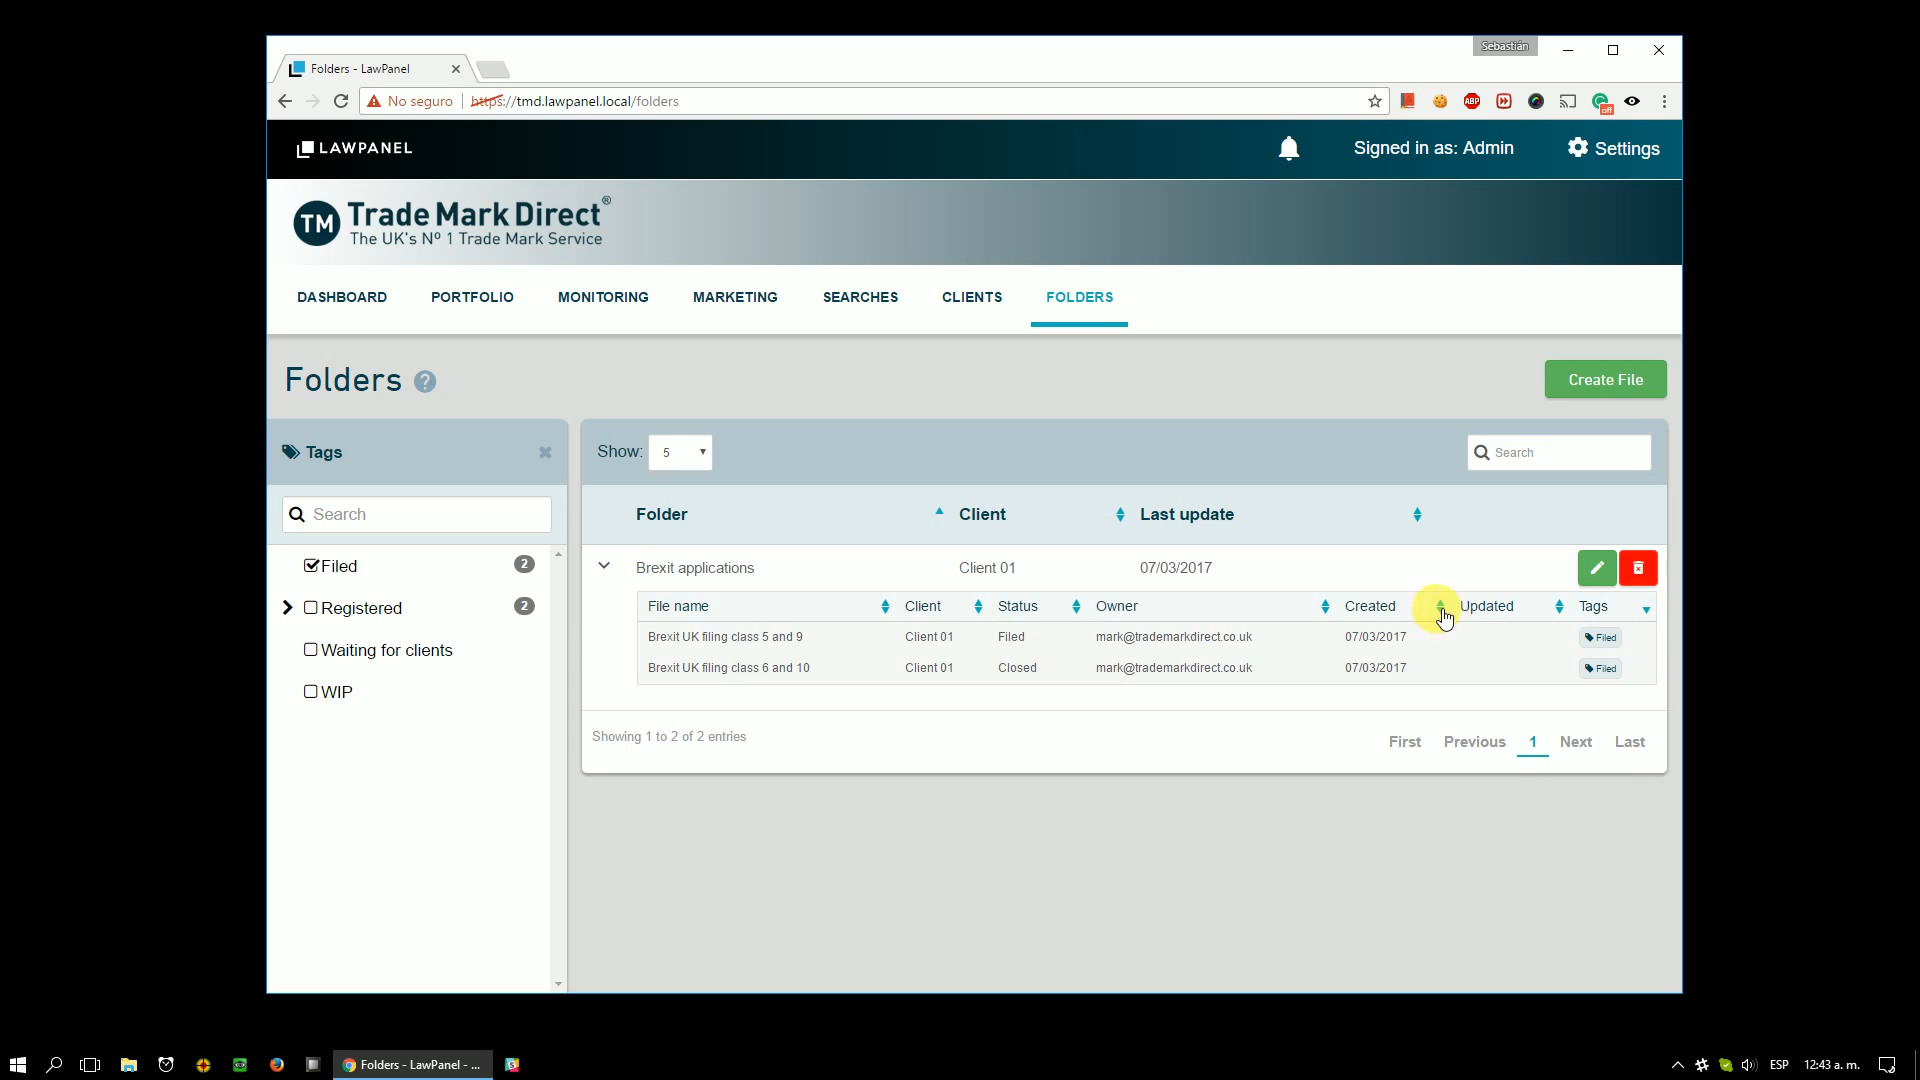 Sebastián
Folders - LawPanel
No seguro https://tmd.lawpanel.local/folders
ABP
off
LAWPANEL
Signed in as: Admin Settings
TM Trade Mark Direct®
The UK's Nº 1 Trade Mark Service
DASHBOARD PORTFOLIO MONITORING MARKETING SEARCHES CLIENTS FOLDERS
Folders ?
Create File
Tags
Show: 5
Search
Search
Folder Client Last update
Filed 2
Registered 2
Waiting for clients
WIP
Brexit applications Client 01 07/03/2017
File name Client Status Owner Created Updated Tags
Brexit UK filing class 5 and 9 Client 01 Filed mark@trademarkdirect.co.uk 07/03/2017 Filed
Brexit UK filing class 6 and 10 Client 01 Closed mark@trademarkdirect.co.uk 07/03/2017 Filed
Showing 1 to 2 of 2 entries
First Previous 1 Next Last
Folders - LawPanel - ...
ESP 12:43 a. m.